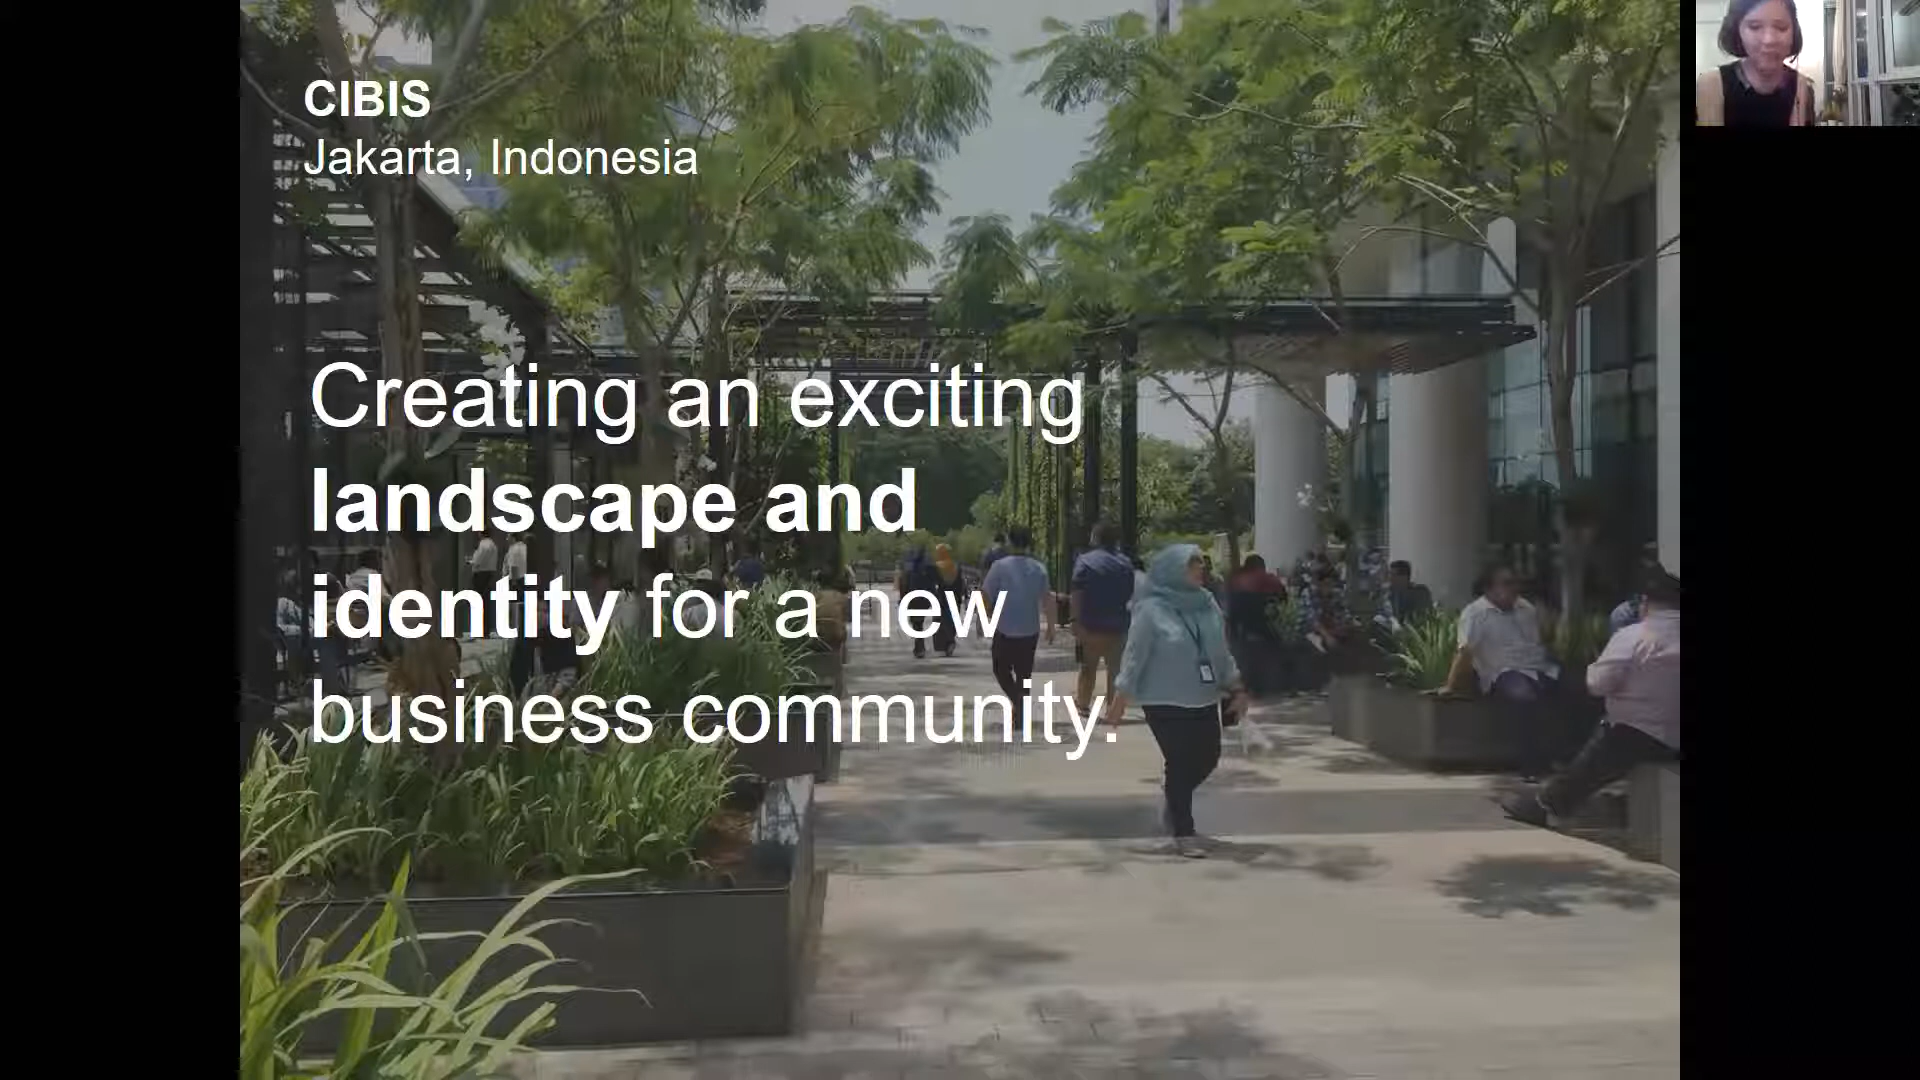 CIBIS
Jakarta, Indonesia
Creating an exciting
landscape and
identity for a new
business community.